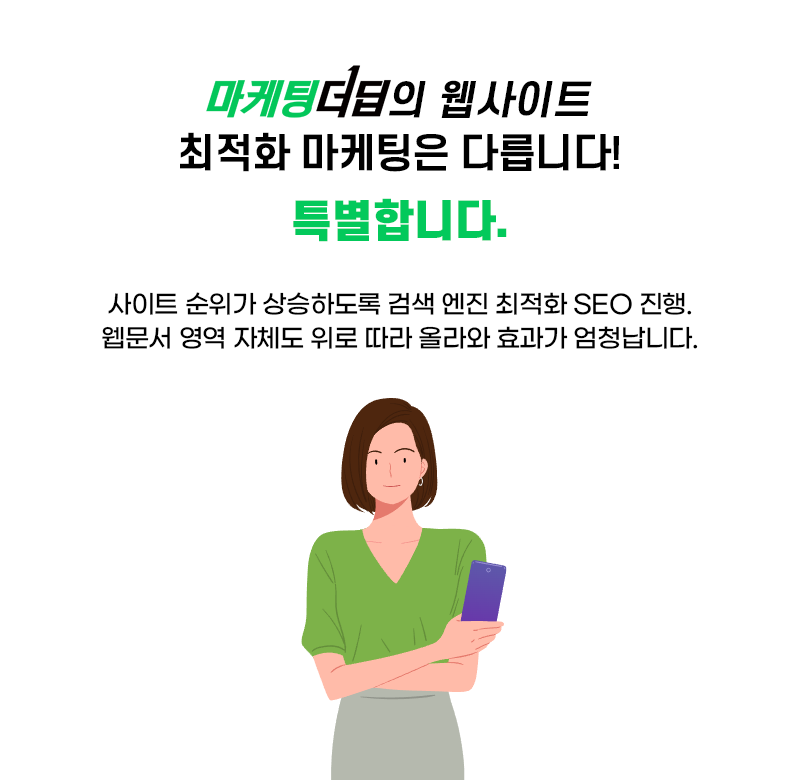 마케팅더딥의 웹사이트
최적화 마케팅은 다릅니다!
특별합니다.
사이트 순위가 상승하도록 검색 엔진 최적화 SEO 진행.
웹문서 영역 자체도 위로 따라 올라와 효과가 엄청납니다.